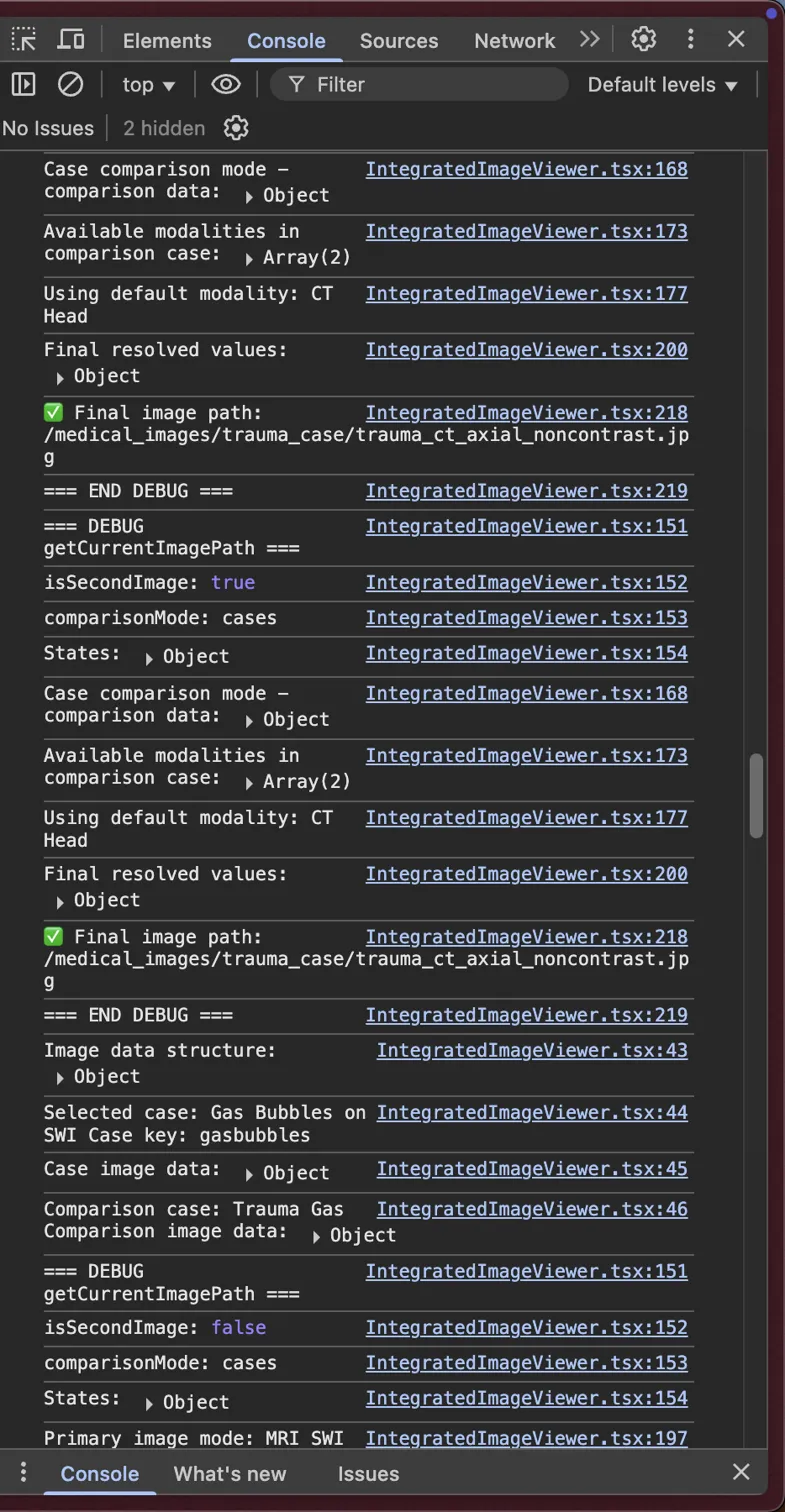 Elements Console Sources Network
top Filter Default levels
No Issues 2 hidden
Case comparison mode – IntegratedImageViewer.tsx:168
comparison data: Object
Available modalities in IntegratedImageViewer.tsx:173
comparison case: Array(2)
Using default modality: CT IntegratedImageViewer.tsx:177
Head
Final resolved values: IntegratedImageViewer.tsx:200
Object
✅ Final image path: IntegratedImageViewer.tsx:218
/medical_images/trauma_case/trauma_ct_axial_noncontrast.jp
g
=== END DEBUG === IntegratedImageViewer.tsx:219
=== DEBUG IntegratedImageViewer.tsx:151
getCurrentImagePath ===
isSecondImage: true IntegratedImageViewer.tsx:152
comparisonMode: cases IntegratedImageViewer.tsx:153
States: Object IntegratedImageViewer.tsx:154
Case comparison mode – IntegratedImageViewer.tsx:168
comparison data: Object
Available modalities in IntegratedImageViewer.tsx:173
comparison case: Array(2)
Using default modality: CT IntegratedImageViewer.tsx:177
Head
Final resolved values: IntegratedImageViewer.tsx:200
Object
✅ Final image path: IntegratedImageViewer.tsx:218
/medical_images/trauma_case/trauma_ct_axial_noncontrast.jp
g
=== END DEBUG === IntegratedImageViewer.tsx:219
Image data structure: IntegratedImageViewer.tsx:43
Object
Selected case: Gas Bubbles on IntegratedImageViewer.tsx:44
SWI Case key: gasbubbles
Case image data: Object IntegratedImageViewer.tsx:45
Comparison case: Trauma Gas IntegratedImageViewer.tsx:46
Comparison image data: Object
=== DEBUG IntegratedImageViewer.tsx:151
getCurrentImagePath ===
isSecondImage: false IntegratedImageViewer.tsx:152
comparisonMode: cases IntegratedImageViewer.tsx:153
States: Object IntegratedImageViewer.tsx:154
Primary image mode: MRI SWI IntegratedImageViewer.tsx:197
Console What's new Issues